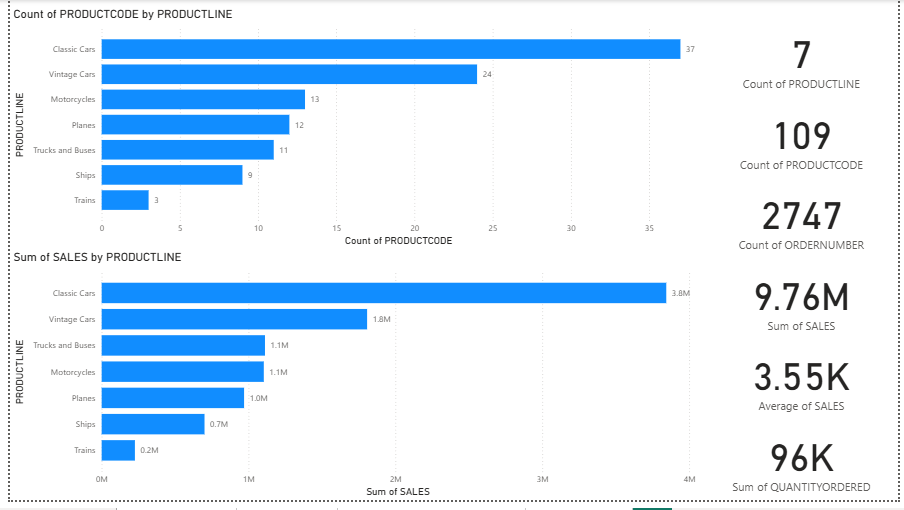 Count of PRODUCTCODE by PRODUCTLINE
PRODUCTLINE
Classic Cars 37
Vintage Cars 24
Motorcycles 13
Planes 12
Trucks and Buses 11
Ships 9
Trains 3
0 5 10 15 20 25 30 35
Count of PRODUCTCODE
Sum of SALES by PRODUCTLINE
PRODUCTLINE
Classic Cars 3.8M
Vintage Cars 1.8M
Trucks and Buses 1.1M
Motorcycles 1.1M
Planes 1.0M
Ships 0.7M
Trains 0.2M
0M 1M 2M 3M 4M
Sum of SALES
7
Count of PRODUCTLINE
109
Count of PRODUCTCODE
2747
Count of ORDERNUMBER
9.76M
Sum of SALES
3.55K
Average of SALES
96K
Sum of QUANTITYORDERED